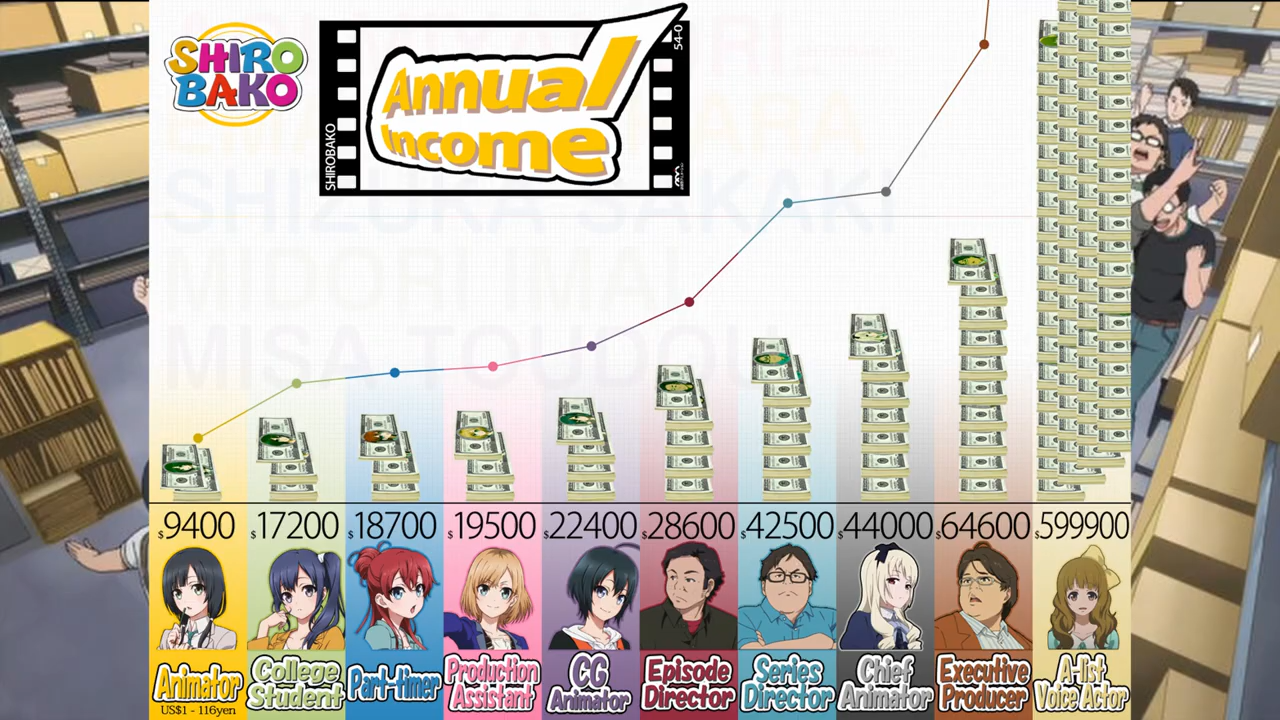 SHIRO
BAKO
SHIROBAKO
54-0
Annual
Income
MISA TOUDOU
$9400
$17200
$18700
$19500
$22400
$28600
$42500
$44000
$64600
$599900
Animator
US$1 - 116yen
College
Student
Part-timer
Production
Assistant
CG
Animator
Episode
Director
Series
Director
Chief
Animator
Executive
Producer
A-list
Voice Actor